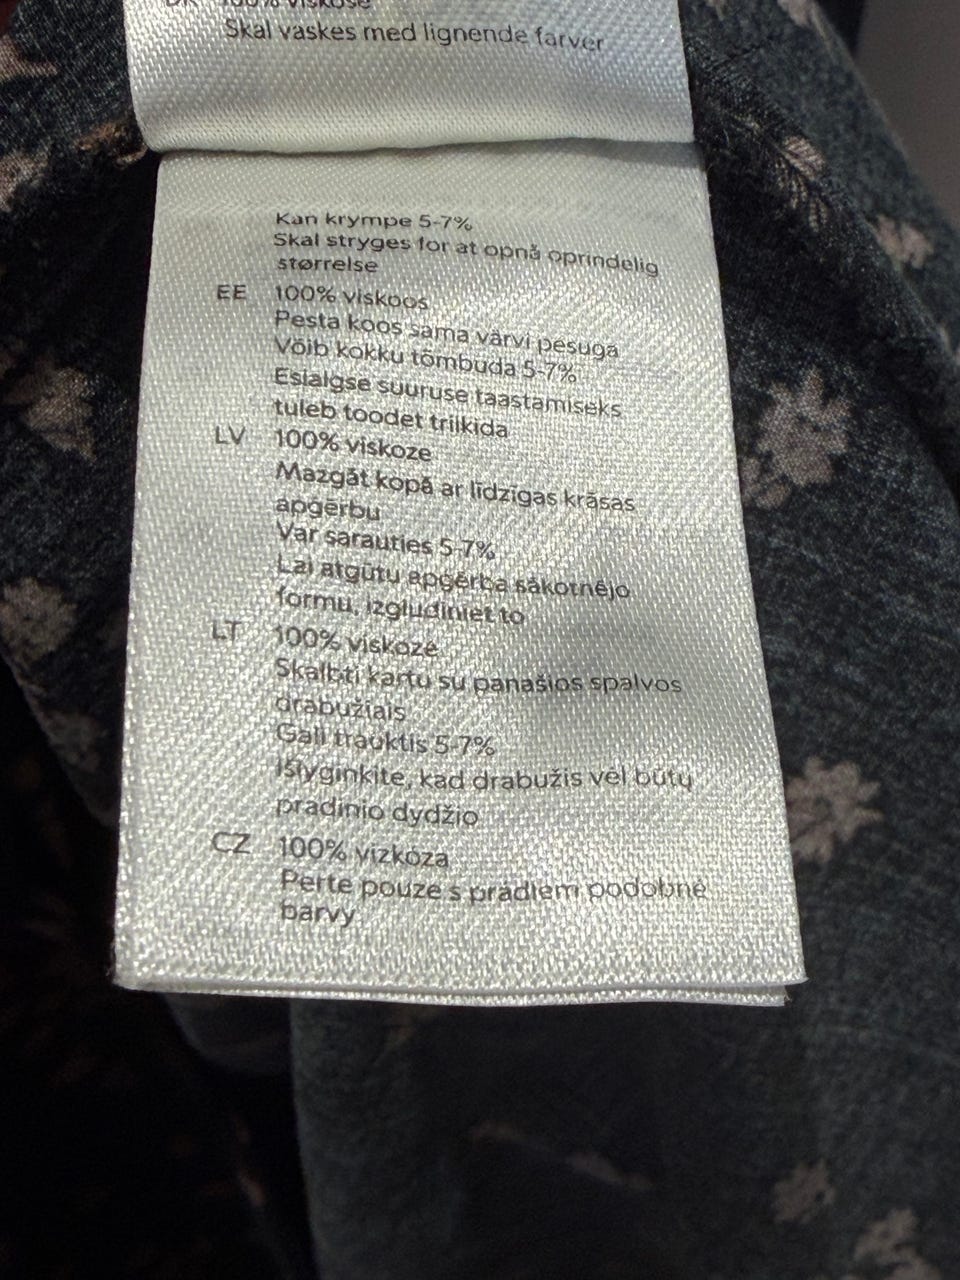 DK 100% viskose
Skal vaskes med lignende farver
Kan krympe 5-7%
Skal stryges for at opnå oprindelig
størrelse
EE 100% viskoos
Pesta koos sama värvi pesuga
Võib kokku tõmbuda 5-7%
Esialgse suuruse taastamiseks
tuleb toodet triikida
LV 100% viskoze
Mazgāt kopā ar līdzīgas krāsas
apģērbu
Var sarauties 5-7%
Lai atgūtu apģērba sākotnējo
formu, izgludiniet to
LT 100% viskozė
Skalbti kartu su panašios spalvos
drabužiais
Gali trauktis 5-7%
Išlyginkite, kad drabužis vėl būtų
pradinio dydžio
CZ 100% vizkóza
Perte pouze s prádlem podobné
barvy